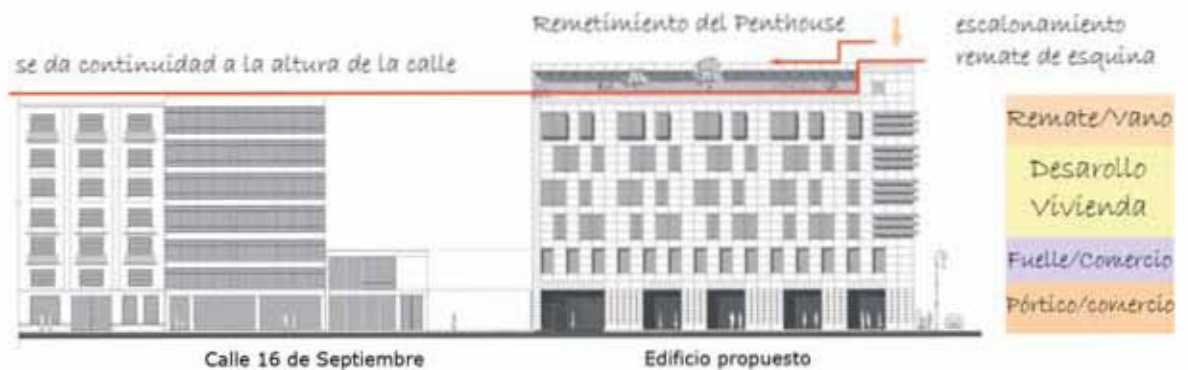 Remetimiento del Penthouse
escalonamiento
remate de esquina
se da continuidad a la altura de la calle
Remate/Vano
Desarollo
Vivienda
Fuelle/Comercio
Pórtico/comercio
Calle 16 de Septiembre
Edificio propuesto